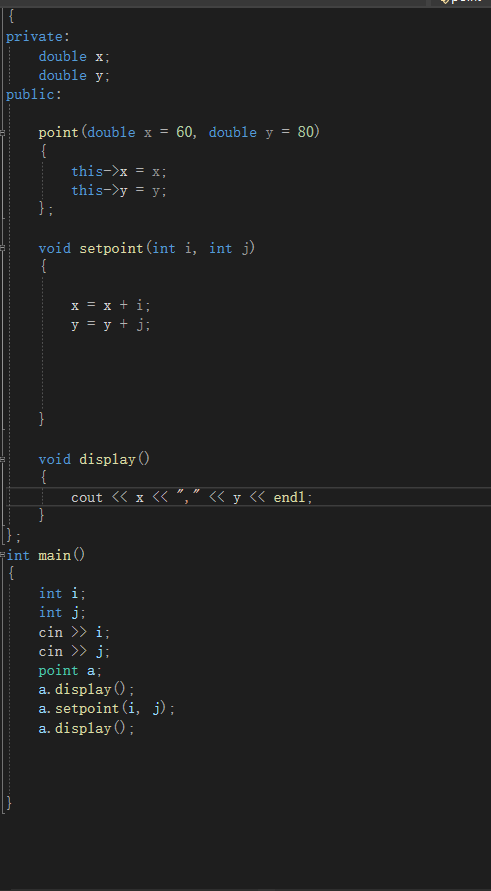 {
private:
double x;
double y;
public:
point(double x = 60, double y = 80)
{
this->x = x;
this->y = y;
};
void setpoint(int i, int j)
{
x = x + i;
y = y + j;
}
void display()
{
cout << x << "," << y << endl;
}
};
int main()
{
int i;
int j;
cin >> i;
cin >> j;
point a;
a.display();
a.setpoint(i, j);
a.display();
}